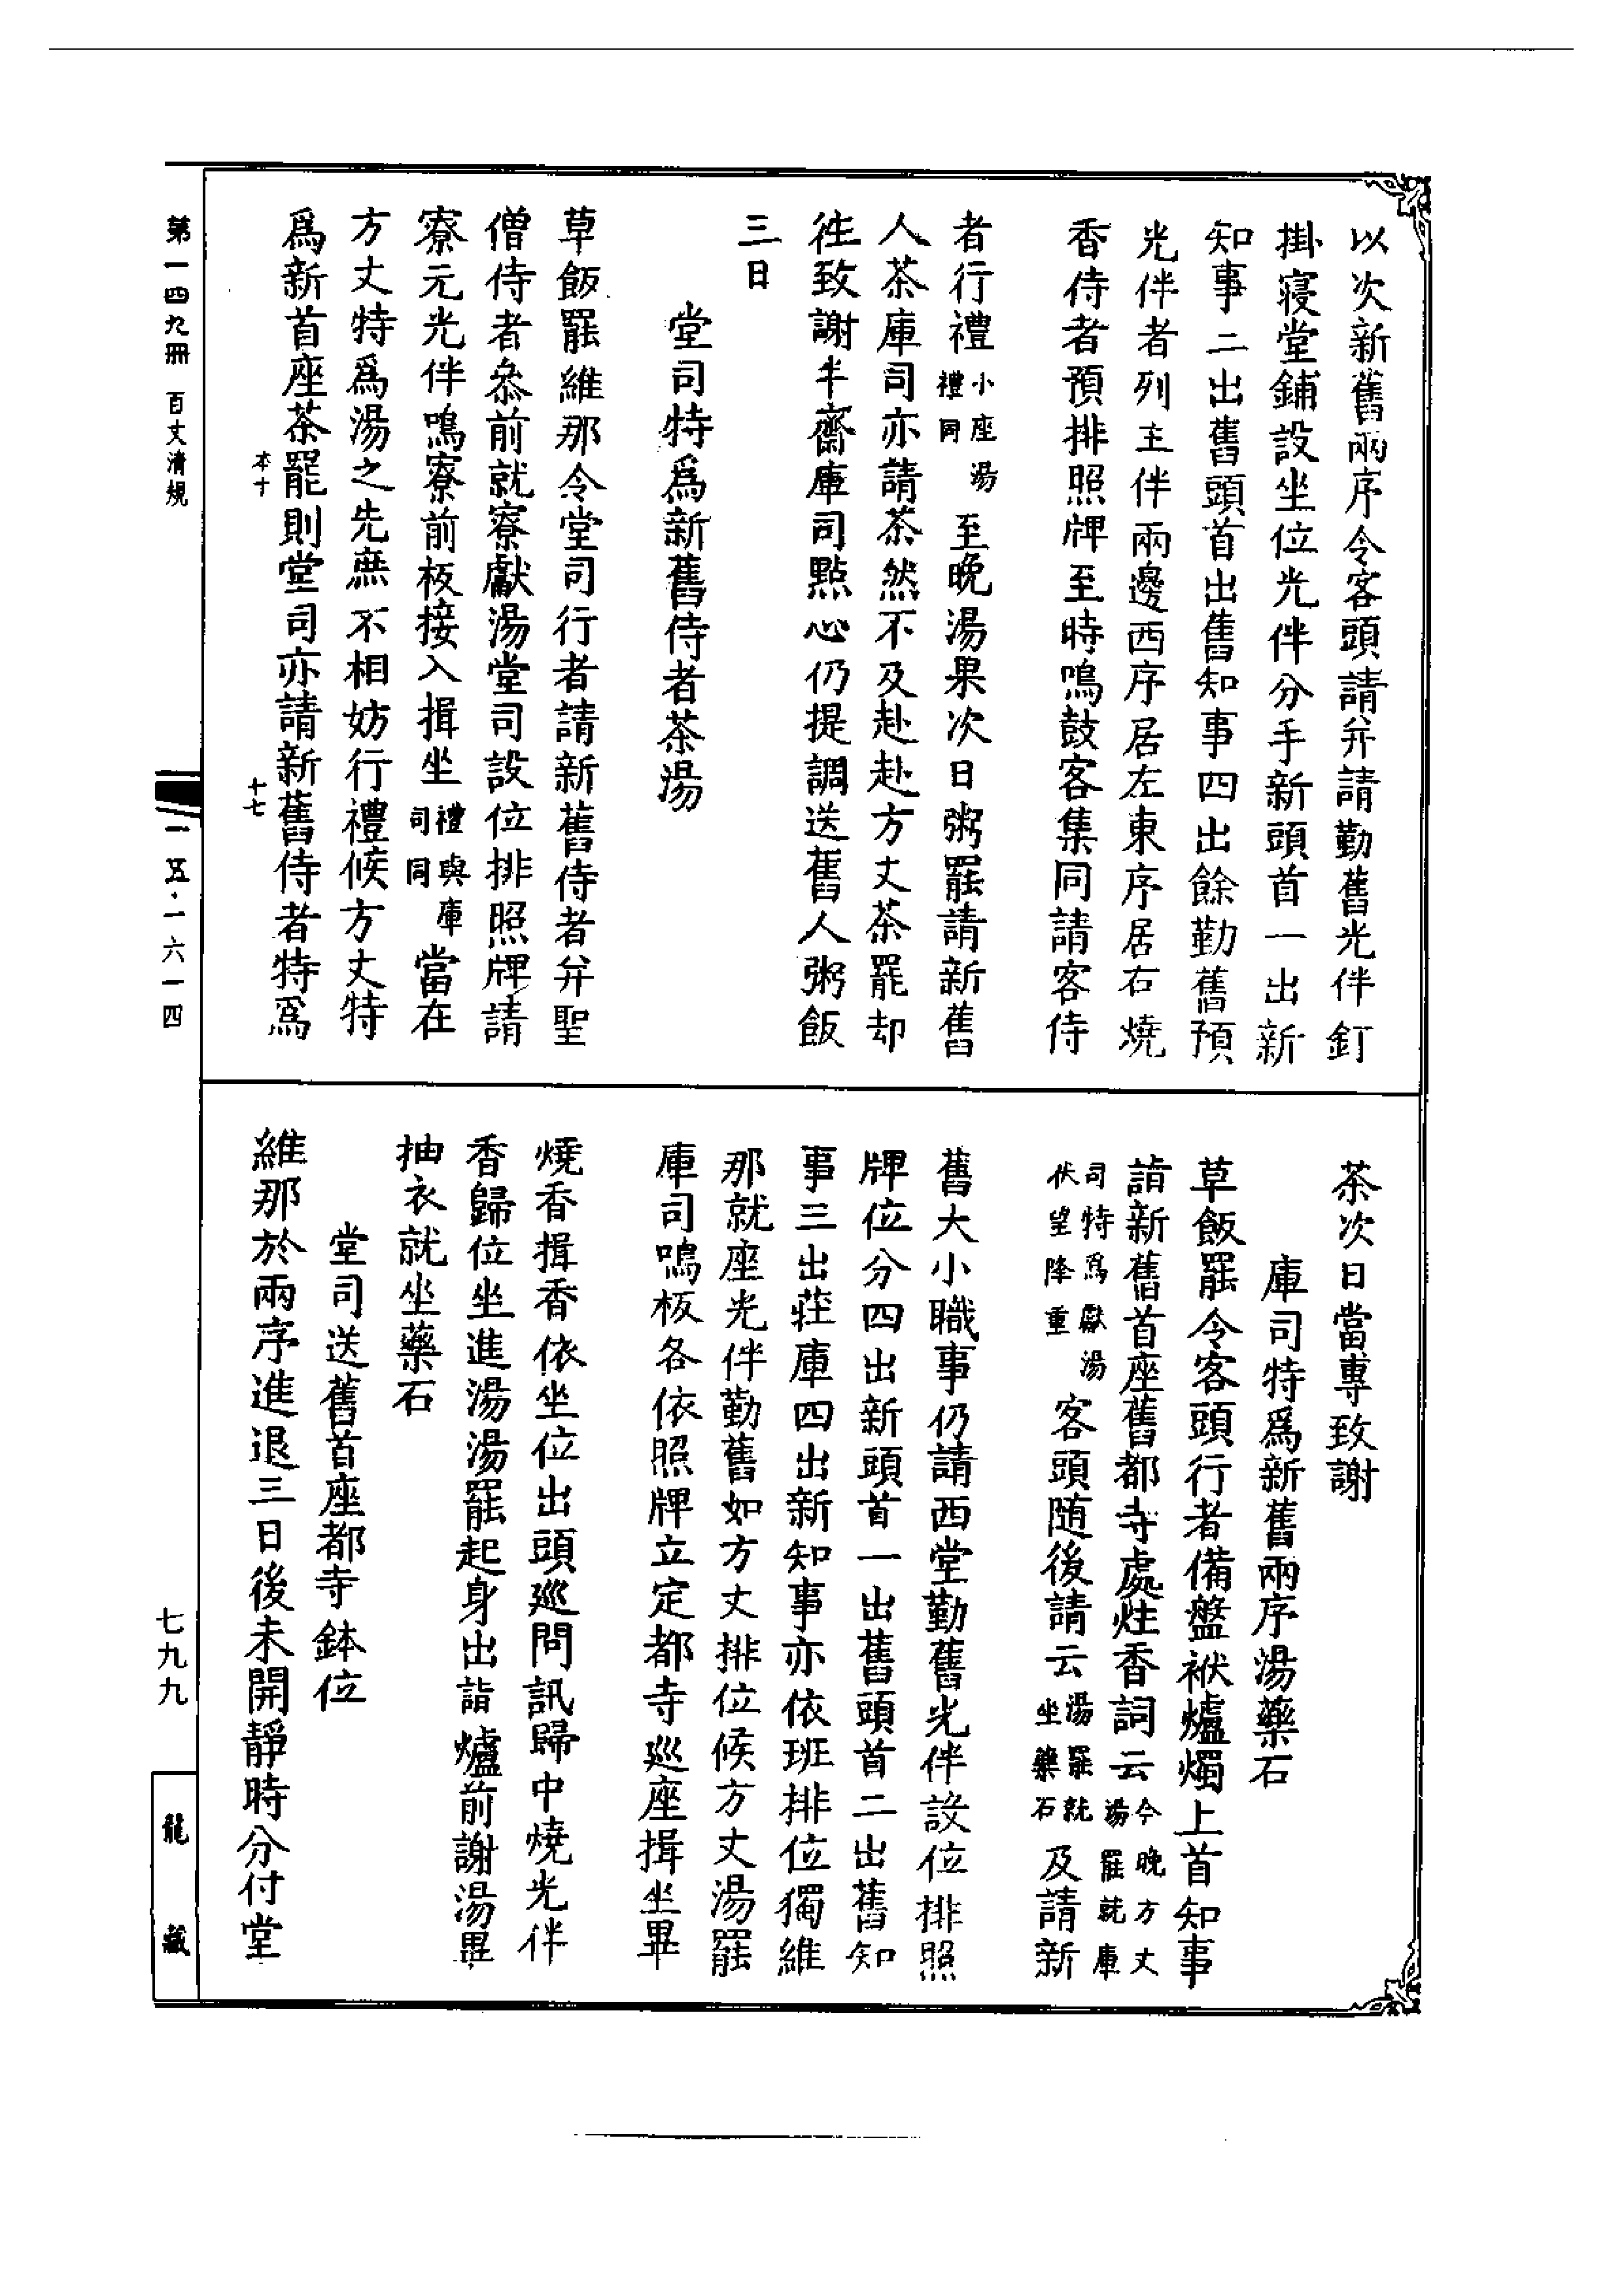 以次新舊兩序令客頭請弁請勤舊光伴釘
掛寢堂鋪設坐位光伴分手新頭首一出新
知事二出舊頭首出舊知事四出餘勤舊預
光伴者列主伴兩邊西序居左東序居右燒
香侍者預排照牌至時鳴鼓客集同請客侍
者行禮小座湯禮同至晚湯果次日粥罷請新舊
人茶庫司亦請茶然不及赴赴方丈茶罷却
徃致謝半齋庫司點心仍提調送舊人粥飯
三日
堂司特爲新舊侍者茶湯
草飯罷維那令堂司行者請新舊侍者弁聖
僧侍者叅前就寮獻湯堂司設位排照牌請
寮元光伴鳴寮前板接入揖坐禮與庫司同當在
方丈特爲湯之先庶不相妨行禮候方丈特
爲新首座茶罷則堂司亦請新舊侍者特爲
本十
十七
茶次日當專致謝
庫司特爲新舊兩序湯藥石
草飯罷令客頭行者備盤袱爐燭上首知事
詣新舊首座舊都寺處炷香詞云今晚方丈湯罷就庫
司特爲獻湯伏望降重客頭随後請云湯罷就坐藥石及請新
舊大小職事仍請西堂勤舊光伴設位排照
牌位分四出新頭首一出舊頭首二出舊知
事三出莊庫四出新知事亦依班排位獨維
那就座光伴勤舊如方丈排位候方丈湯罷
庫司鳴板各依照牌立定都寺巡座揖坐畢
燒香揖香依坐位出頭廵問訊歸中燒光伴
香歸位坐進湯湯罷起身出詣爐前謝湯畢
抽衣就坐藥石
堂司送舊首座都寺鉢位
維那於兩序進退三日後未開靜時分付堂
第一四九冊 百丈清規
一五·一六一四
七九九
龍藏